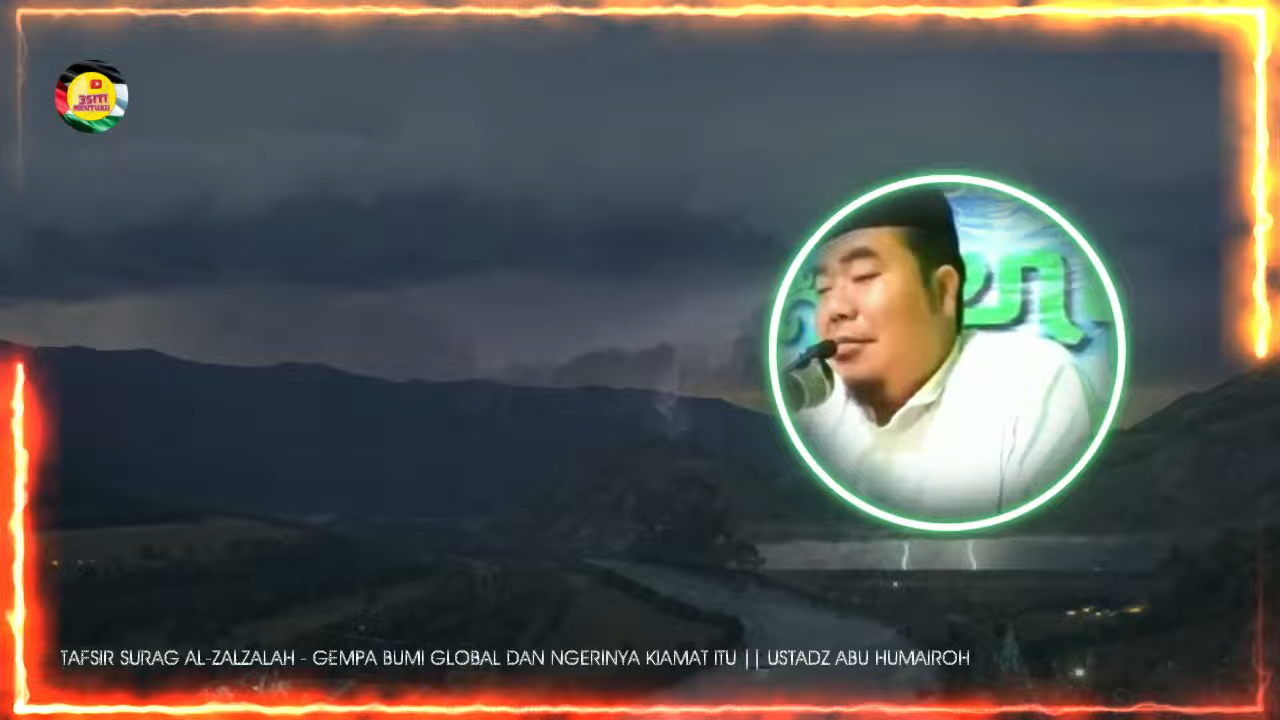 TAFSIR SURAG AL-ZALZALAH - GEMPA BUMI GLOBAL DAN NGERINYA KIAMAT ITU || USTADZ ABU HUMAIROH